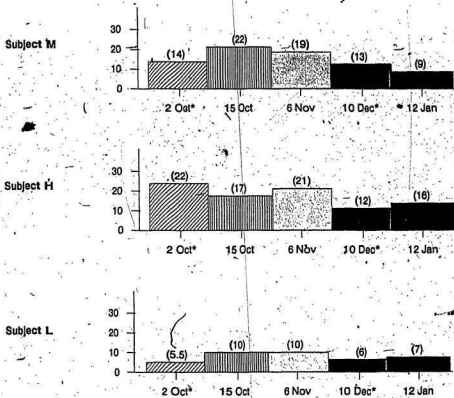 30
(22)
Subject M
20
(14)
(19)
(13)
(9)
10
0
2 Oct*
15 Oct
6 Nov
10 Dec*
12 Jan
30
(22)
(21)
Subject H
20
(17)
(12)
(16)
10
0
2 Oct*
15 Oct
6 Nov
10 Dec*
12 Jan
30
Subject L
20
(5.5)
(10)
(10)
(6)
(7)
10
0
2 Oct*
15 Oct
6 Nov
10 Dec*
12 Jan